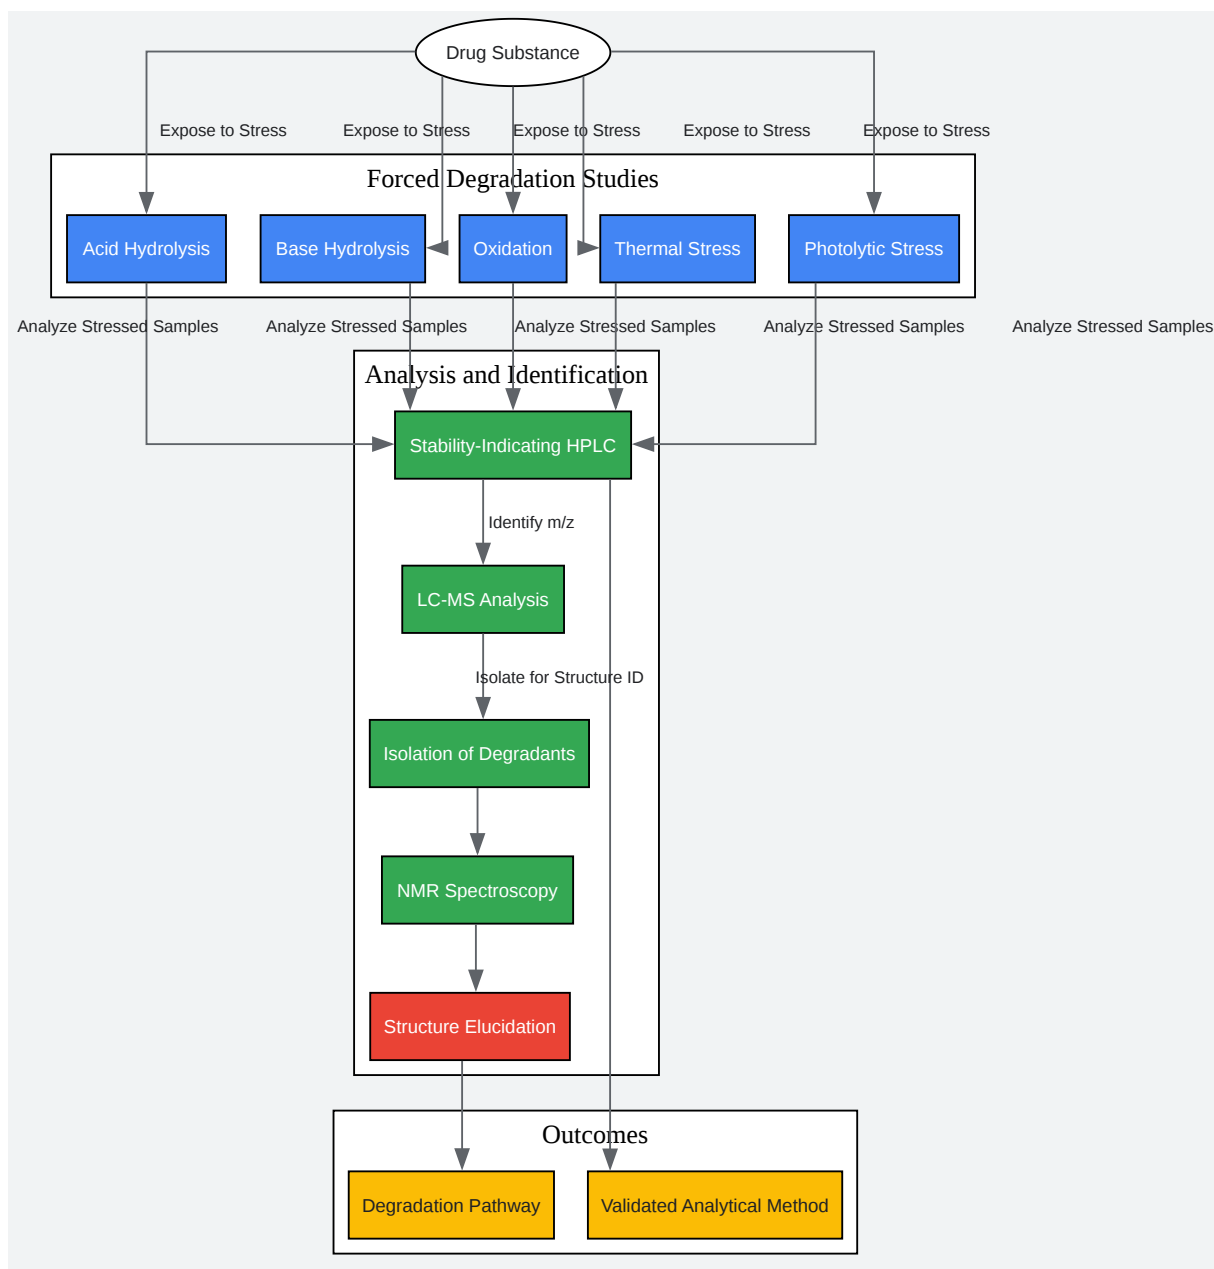 Drug Substance
Expose to Stress
Expose to Stress
Expose to Stress
Expose to Stress
Expose to Stress
Forced Degradation Studies
Acid Hydrolysis
Base Hydrolysis
Oxidation
Thermal Stress
Photolytic Stress
Analyze Stressed Samples
Analyze Stressed Samples
Analyze Stressed Samples
Analyze Stressed Samples
Analyze Stressed Samples
Analysis and Identification
Stability-Indicating HPLC
Identify m/z
LC-MS Analysis
Isolate for Structure ID
Isolation of Degradants
NMR Spectroscopy
Structure Elucidation
Outcomes
Degradation Pathway
Validated Analytical Method